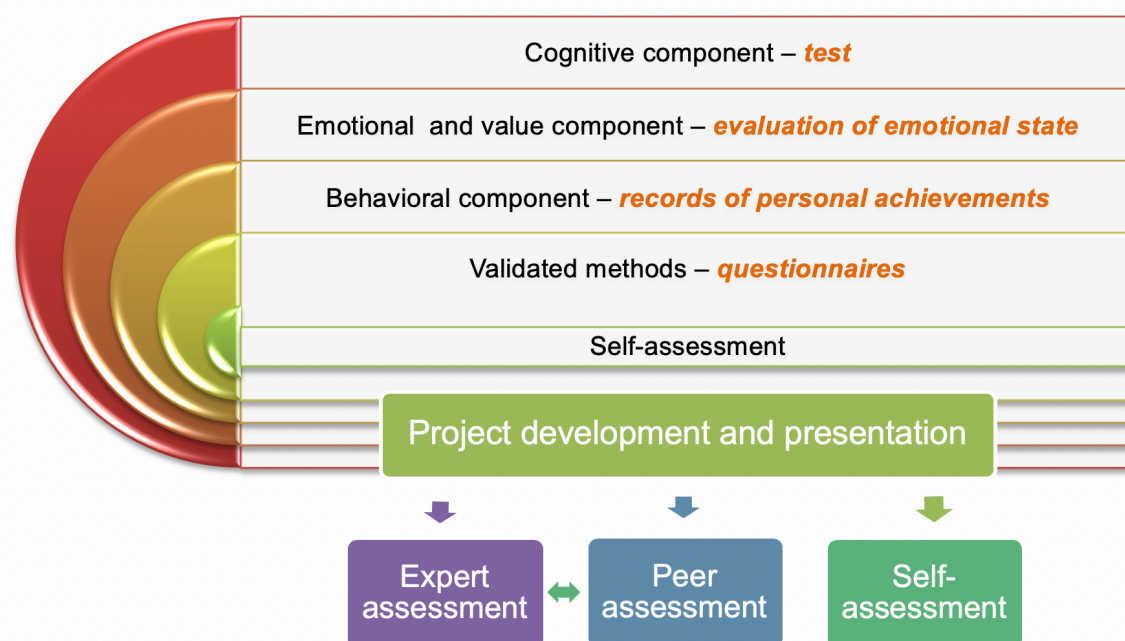 Cognitive component – test
Emotional and value component – evaluation of emotional state
Behavioral component – records of personal achievements
Validated methods – questionnaires
Self-assessment
Project development and presentation
Expert
assessment
Peer
assessment
Self-
assessment